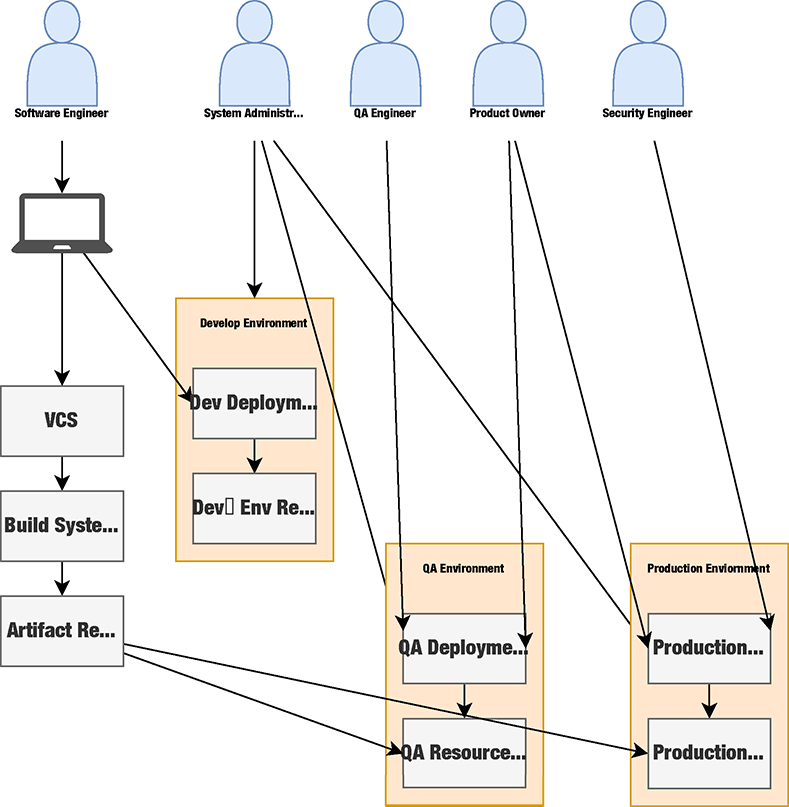 Software Engineer
System Administr...
QA Engineer
Product Owner
Security Engineer
Develop Environment
Dev Deploym...
VCS
Dev▯ Env Re...
Build Syste...
QA Environment
Production Enviornment
Artifact Re...
QA Deployme...
Production...
QA Resource...
Production...